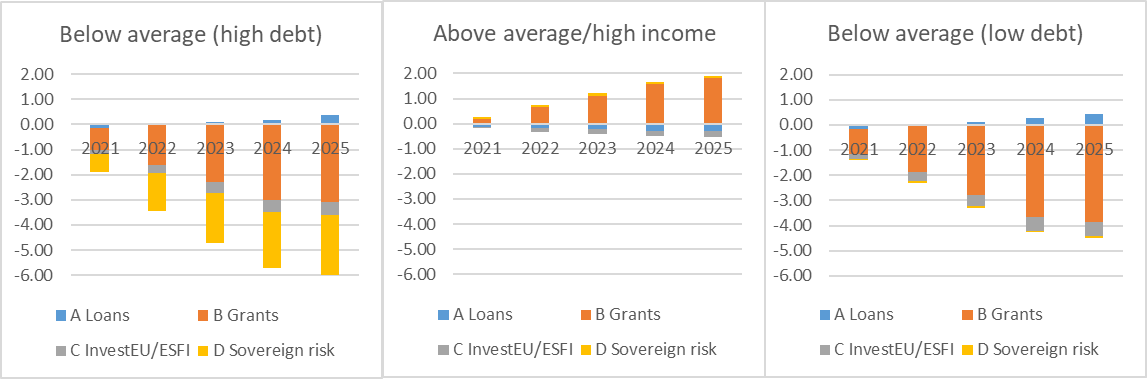 Below average (high debt)
2.00
1.00
0.00
-1.00
-2.00
-3.00
-4.00
-5.00
-6.00
2021 2022 2023 2024 2025
A Loans B Grants
C InvestEU/ESFI D Sovereign risk
Above average/high income
2.00
1.00
0.00
-1.00
-2.00
-3.00
-4.00
-5.00
-6.00
2021 2022 2023 2024 2025
A Loans B Grants
C InvestEU/ESFI D Sovereign risk
Below average (low debt)
2.00
1.00
0.00
-1.00
-2.00
-3.00
-4.00
-5.00
-6.00
2021 2022 2023 2024 2025
A Loans B Grants
C InvestEU/ESFI D Sovereign risk